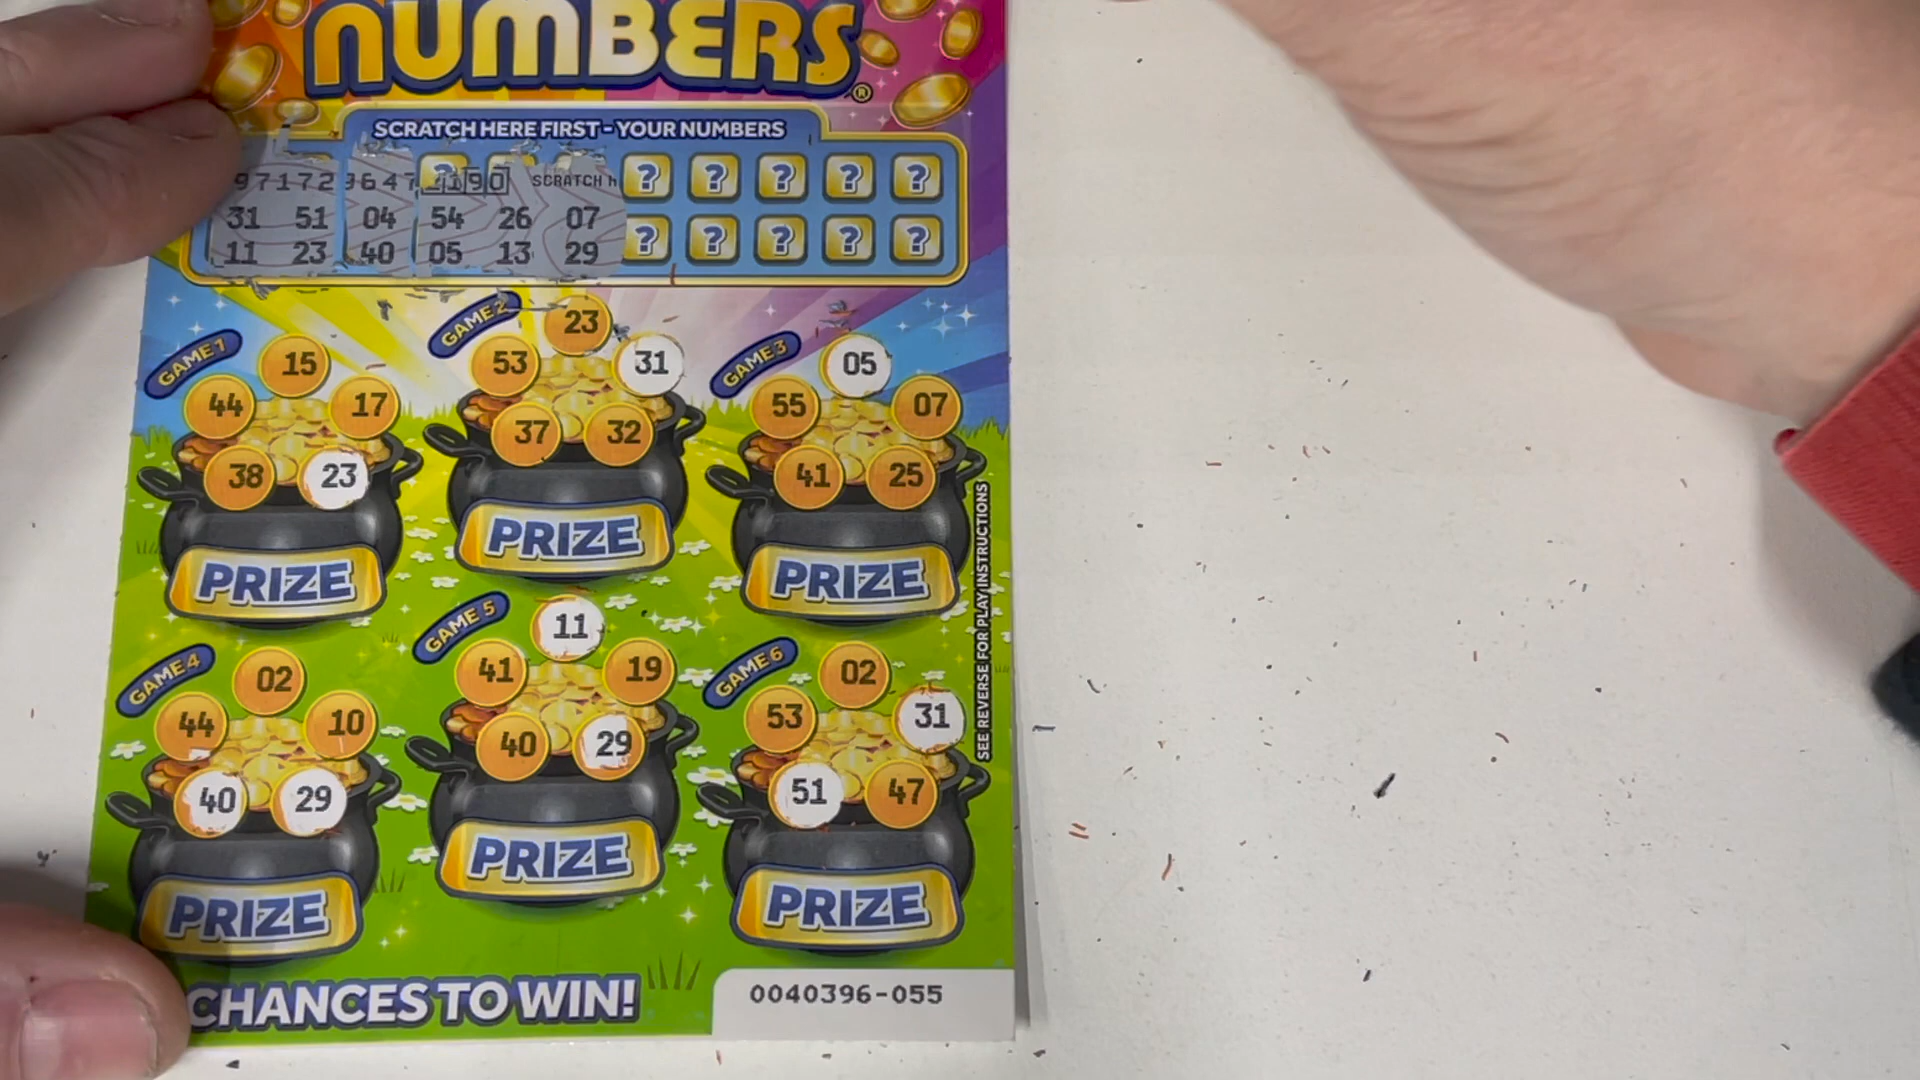 NUMBERS®
SCRATCH HERE FIRST - YOUR NUMBERS
? ? ? ? ? ?
97172 9647 190 SCRATCH H
31 51 04 54 26 07
11 23 40 05 13 29
? ? ? ? ?
GAME 1
15
44 17
38 23
PRIZE
GAME 2
23
53 31
37 32
PRIZE
GAME 3
05
55 07
41 25
PRIZE
GAME 4
02
44 10
40 29
PRIZE
GAME 5
11
41 19
40 29
PRIZE
GAME 6
02
53 31
51 47
PRIZE
SEE REVERSE FOR PLAY INSTRUCTIONS
CHANCES TO WIN!
0040396-055